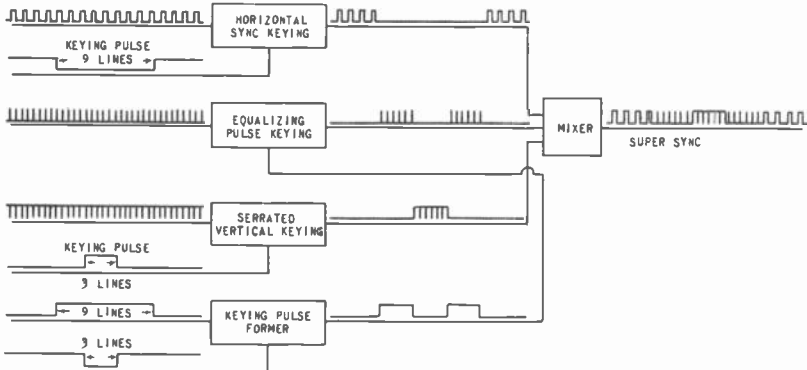 HORIZONTAL
SYNC KEYING
KEYING PULSE
9 LINES
EQUALIZING
PULSE KEYING
MIXER
SUPER SYNC
SERRATED
VERTICAL KEYING
KEYING PULSE
3 LINES
9 LINES
KEYING PULSE
FORMER
3 LINES